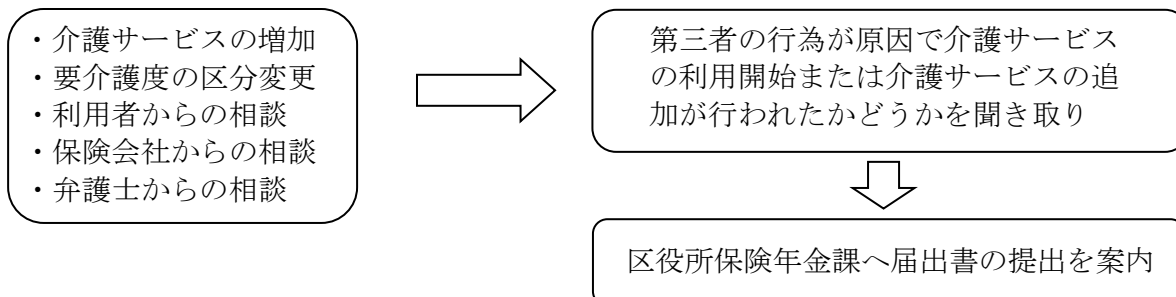 ・介護サービスの増加
・要介護度の区分変更
・利用者からの相談
・保険会社からの相談
・弁護士からの相談
第三者の行為が原因で介護サービス
の利用開始または介護サービスの追
加が行われたかどうかを聞き取り
区役所保険年金課へ届出書の提出を案内